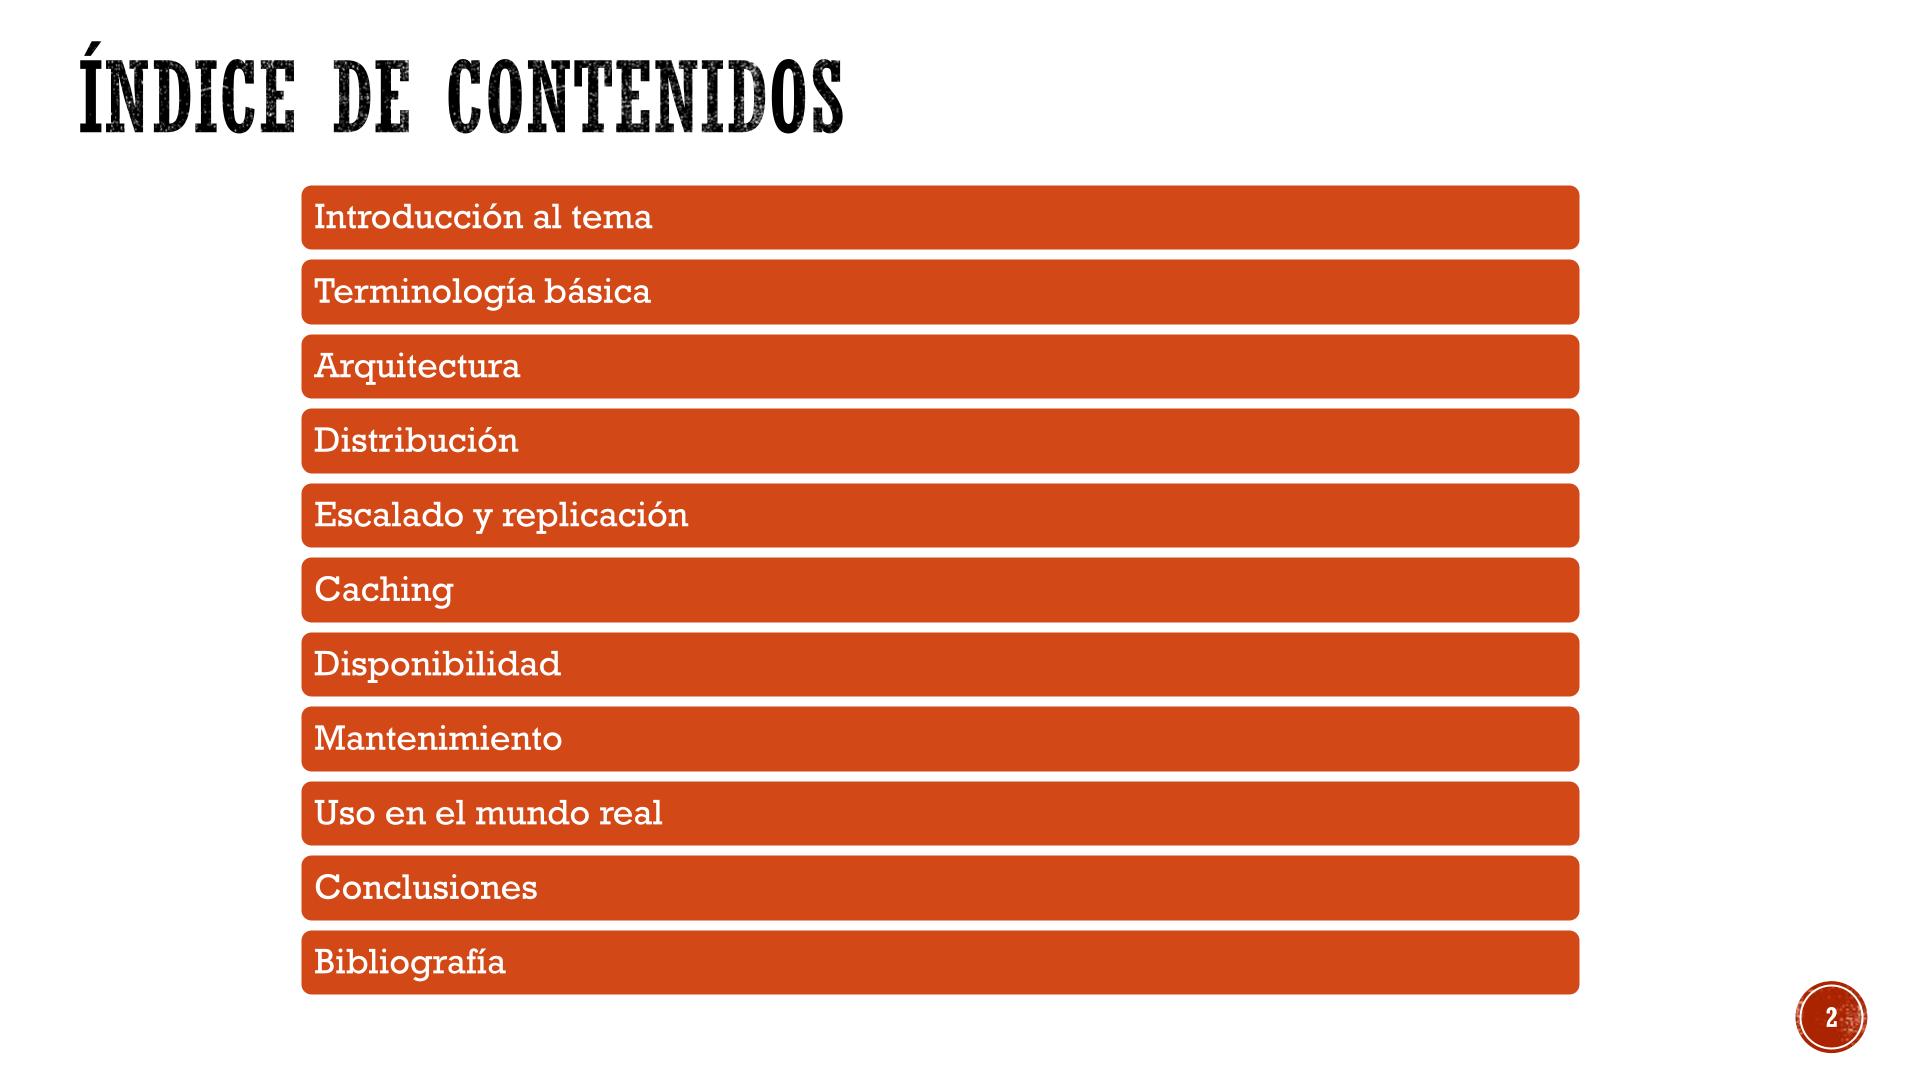 ÍNDICE DE CONTENIDOS
Introducción al tema
Terminología básica
Arquitectura
Distribución
Escalado y replicación
Caching
Disponibilidad
Mantenimiento
Uso en el mundo real
Conclusiones
Bibliografía
2